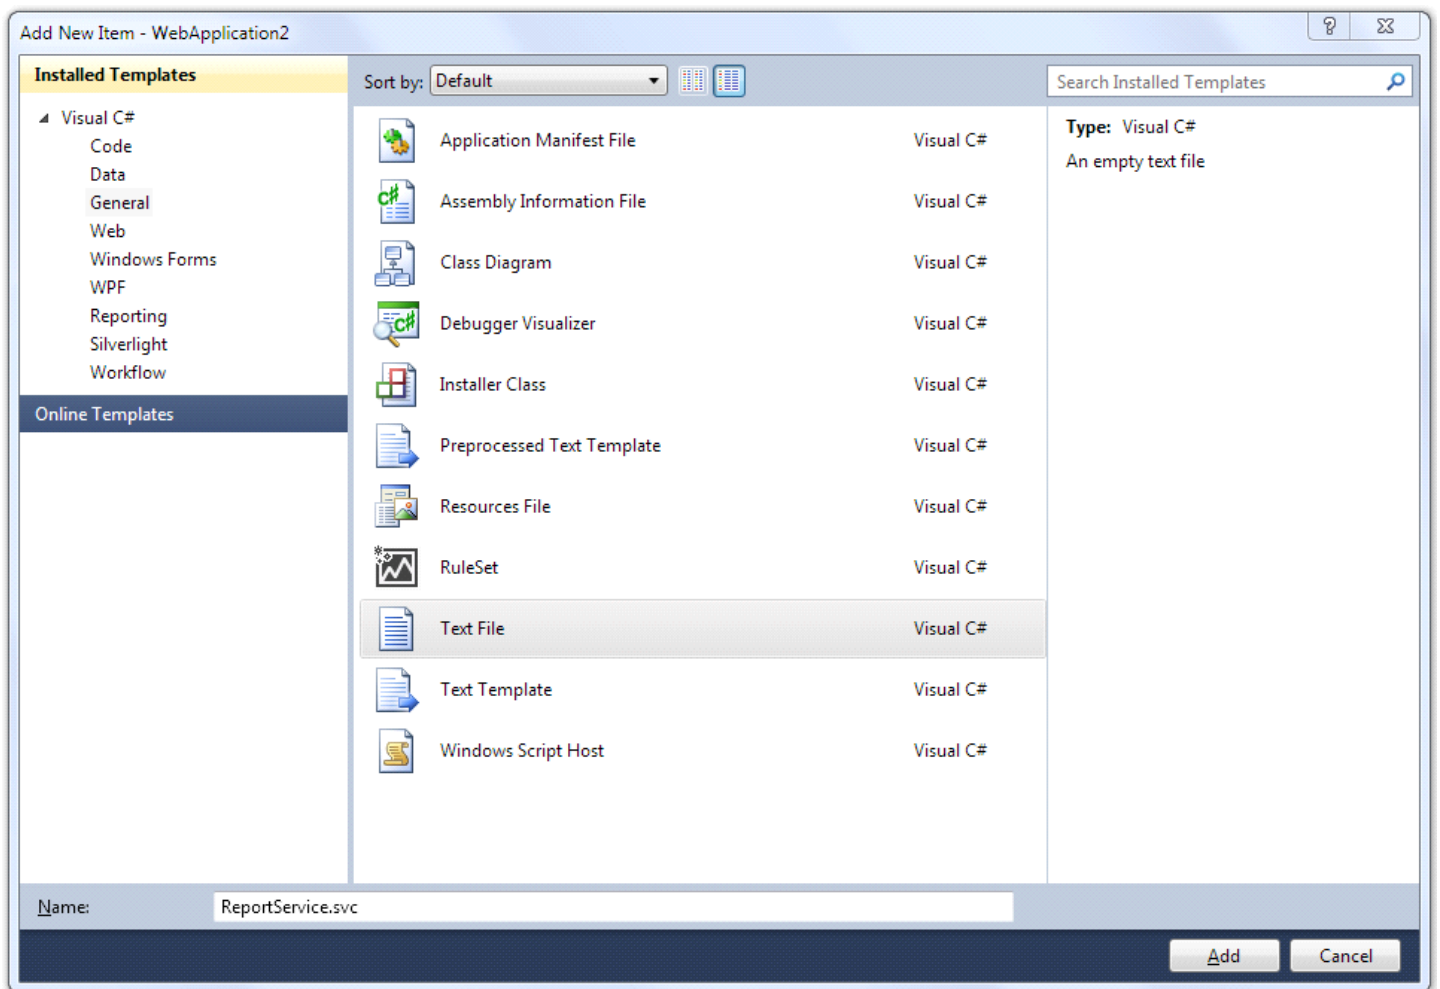 Add New Item - WebApplication2
Installed Templates
Sort by: Default
Search Installed Templates
Visual C#
Code
Data
General
Web
Windows Forms
WPF
Reporting
Silverlight
Workflow
Online Templates
Application Manifest File Visual C#
Assembly Information File Visual C#
Class Diagram Visual C#
Debugger Visualizer Visual C#
Installer Class Visual C#
Preprocessed Text Template Visual C#
Resources File Visual C#
RuleSet Visual C#
Text File Visual C#
Text Template Visual C#
Windows Script Host Visual C#
Type: Visual C#
An empty text file
Name: ReportService.svc
Add Cancel